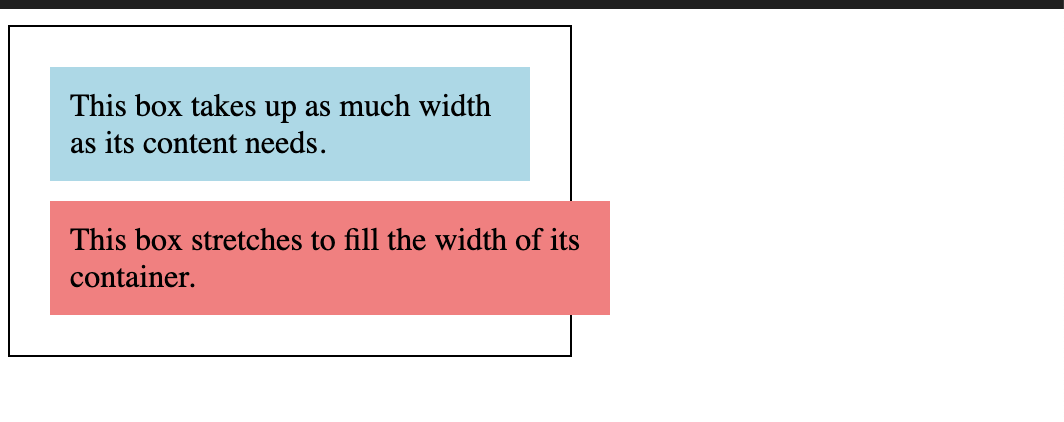 This box takes up as much width
as its content needs.
This box stretches to fill the width of its
container.